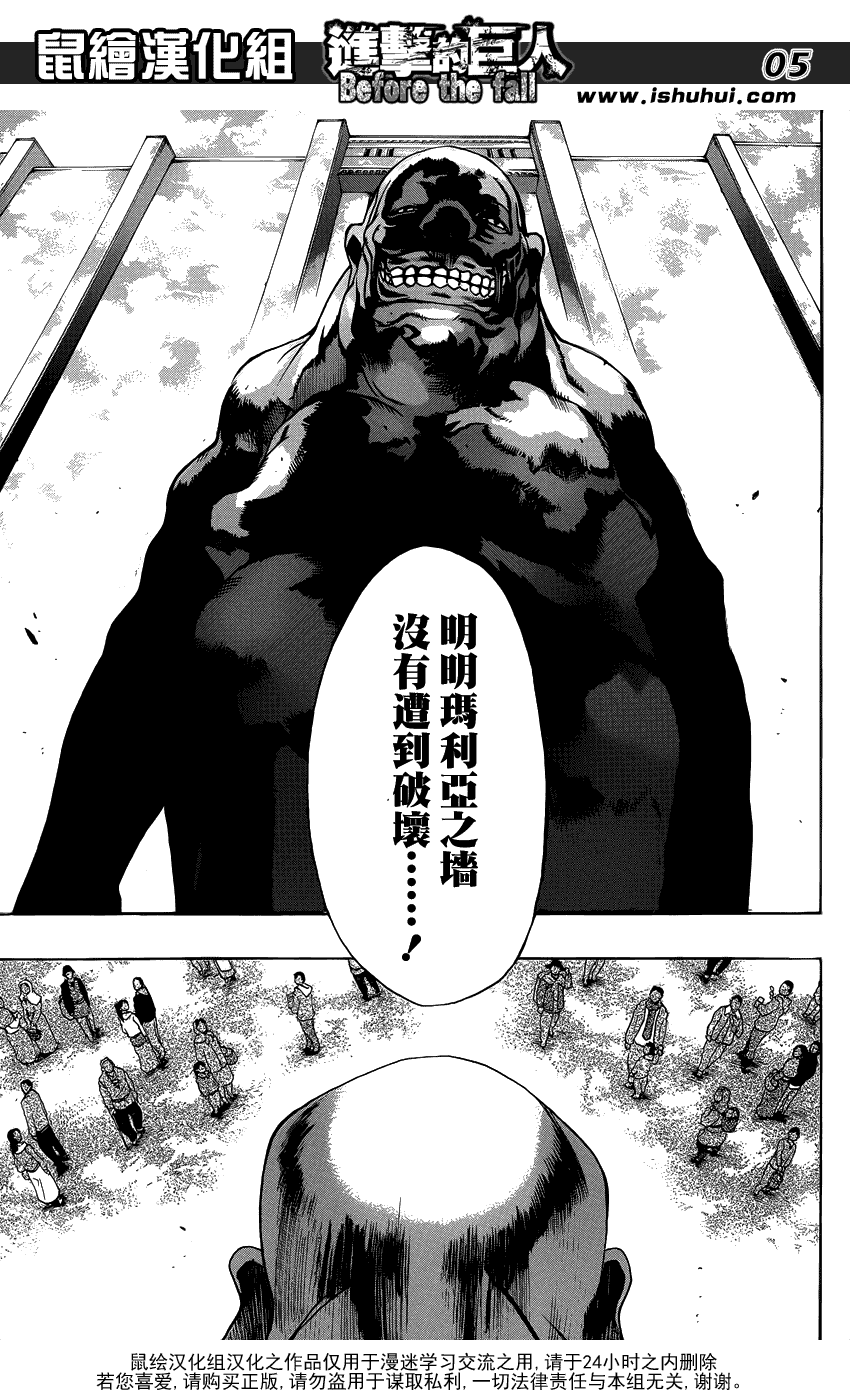 鼠繪漢化組
進擊的巨人
Before the fall
05
www.ishuhui.com
明明瑪利亞之墻
沒有遭到破壞……!
鼠绘汉化组汉化之作品仅用于漫迷学习交流之用,请于24小时之内删除
若您喜爱,请购买正版,请勿盗用于谋取私利,一切法律责任与本组无关,谢谢。